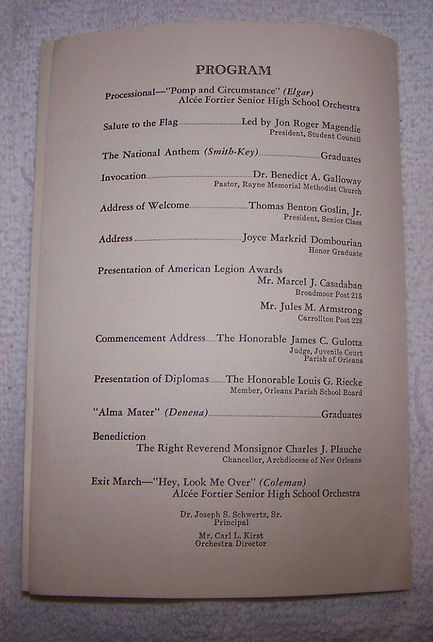 PROGRAM
Processional—"Pomp and Circumstance" (Elgar)
Alcée Fortier Senior High School Orchestra
Salute to the Flag........Led by Jon Roger Magendie
President, Student Council
The National Anthem (Smith-Key)........Graduates
Invocation........Dr. Benedict A. Galloway
Pastor, Rayne Memorial Methodist Church
Address of Welcome........Thomas Benton Goslin, Jr.
President, Senior Class
Address........Joyce Markrid Dombourian
Honor Graduate
Presentation of American Legion Awards
Mr. Marcel J. Casadaban
Broadmoor Post 215
Mr. Jules M. Armstrong
Carrollton Post 228
Commencement Address....The Honorable James C. Gulotta
Judge, Juvenile Court
Parish of Orleans
Presentation of Diplomas......The Honorable Louis G. Riecke
Member, Orleans Parish School Board
"Alma Mater" (Denena)........Graduates
Benediction
The Right Reverend Monsignor Charles J. Plauche
Chancellor, Archdiocese of New Orleans
Exit March—"Hey, Look Me Over" (Coleman)
Alcée Fortier Senior High School Orchestra
Dr. Joseph S. Schwertz, Sr.
Principal
Mr. Carl L. Kirst
Orchestra Director